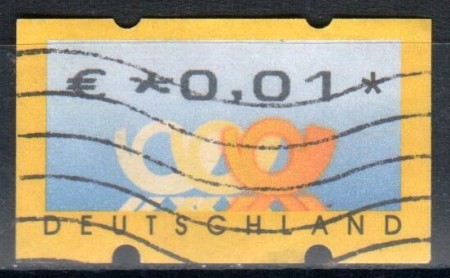 € *0,01*
DEUTSCHLAND